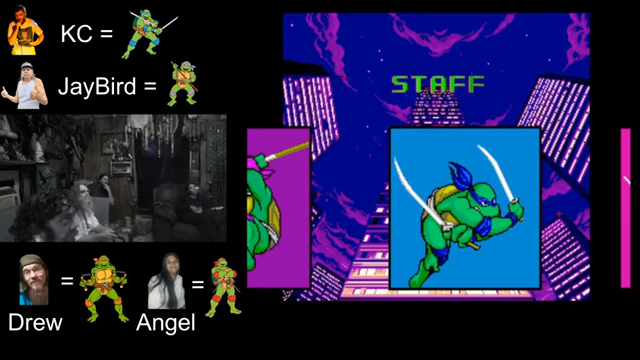 KC =
JayBird =
STAFF
=
=
Drew
Angel